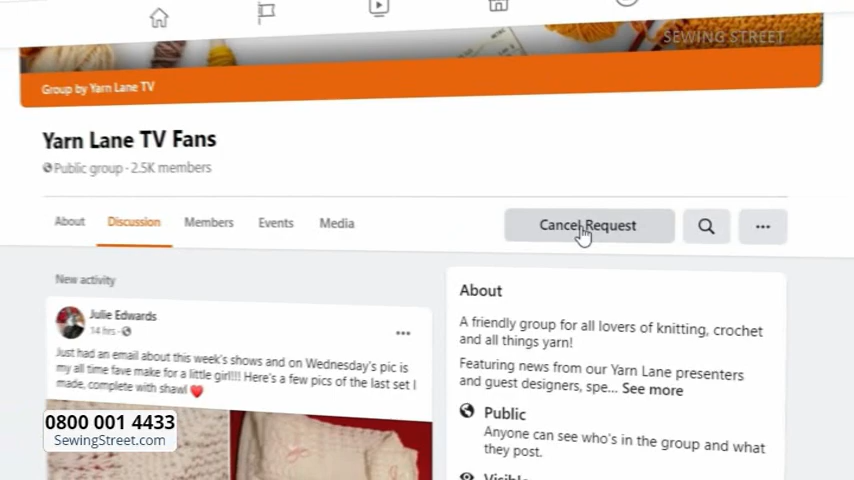 SEWING STREET
Group by Yarn Lane TV
Yarn Lane TV Fans
Public group · 2.5K members
About
Discussion
Members
Events
Media
Cancel Request
New activity
Julie Edwards
14 hrs ·
Just had an email about this week's shows and on Wednesday's pic is
my all time fave make for a little girl!!!! Here's a few pics of the last set I
made, complete with shawl
About
A friendly group for all lovers of knitting, crochet
and all things yarn!
Featuring news from our Yarn Lane presenters
and guest designers, spe... See more
Public
Anyone can see who's in the group and what
they post.
0800 001 4433
SewingStreet.com